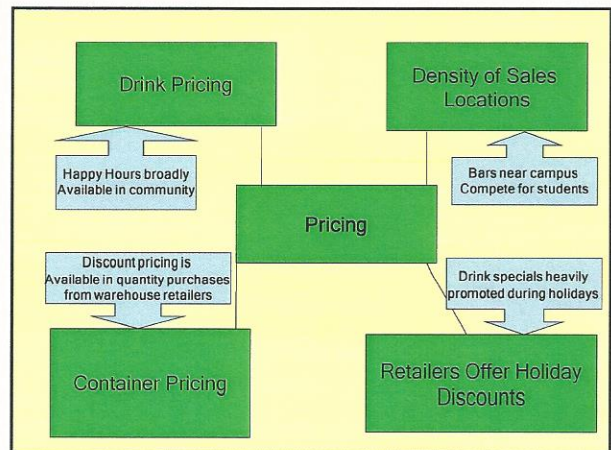 Drink Pricing
Density of Sales
Locations
Happy Hours broadly
Available in community
Bars near campus
Compete for students
Pricing
Discount pricing is
Available in quantity purchases
from warehouse retailers
Drink specials heavily
promoted during holidays
Container Pricing
Retailers Offer Holiday
Discounts